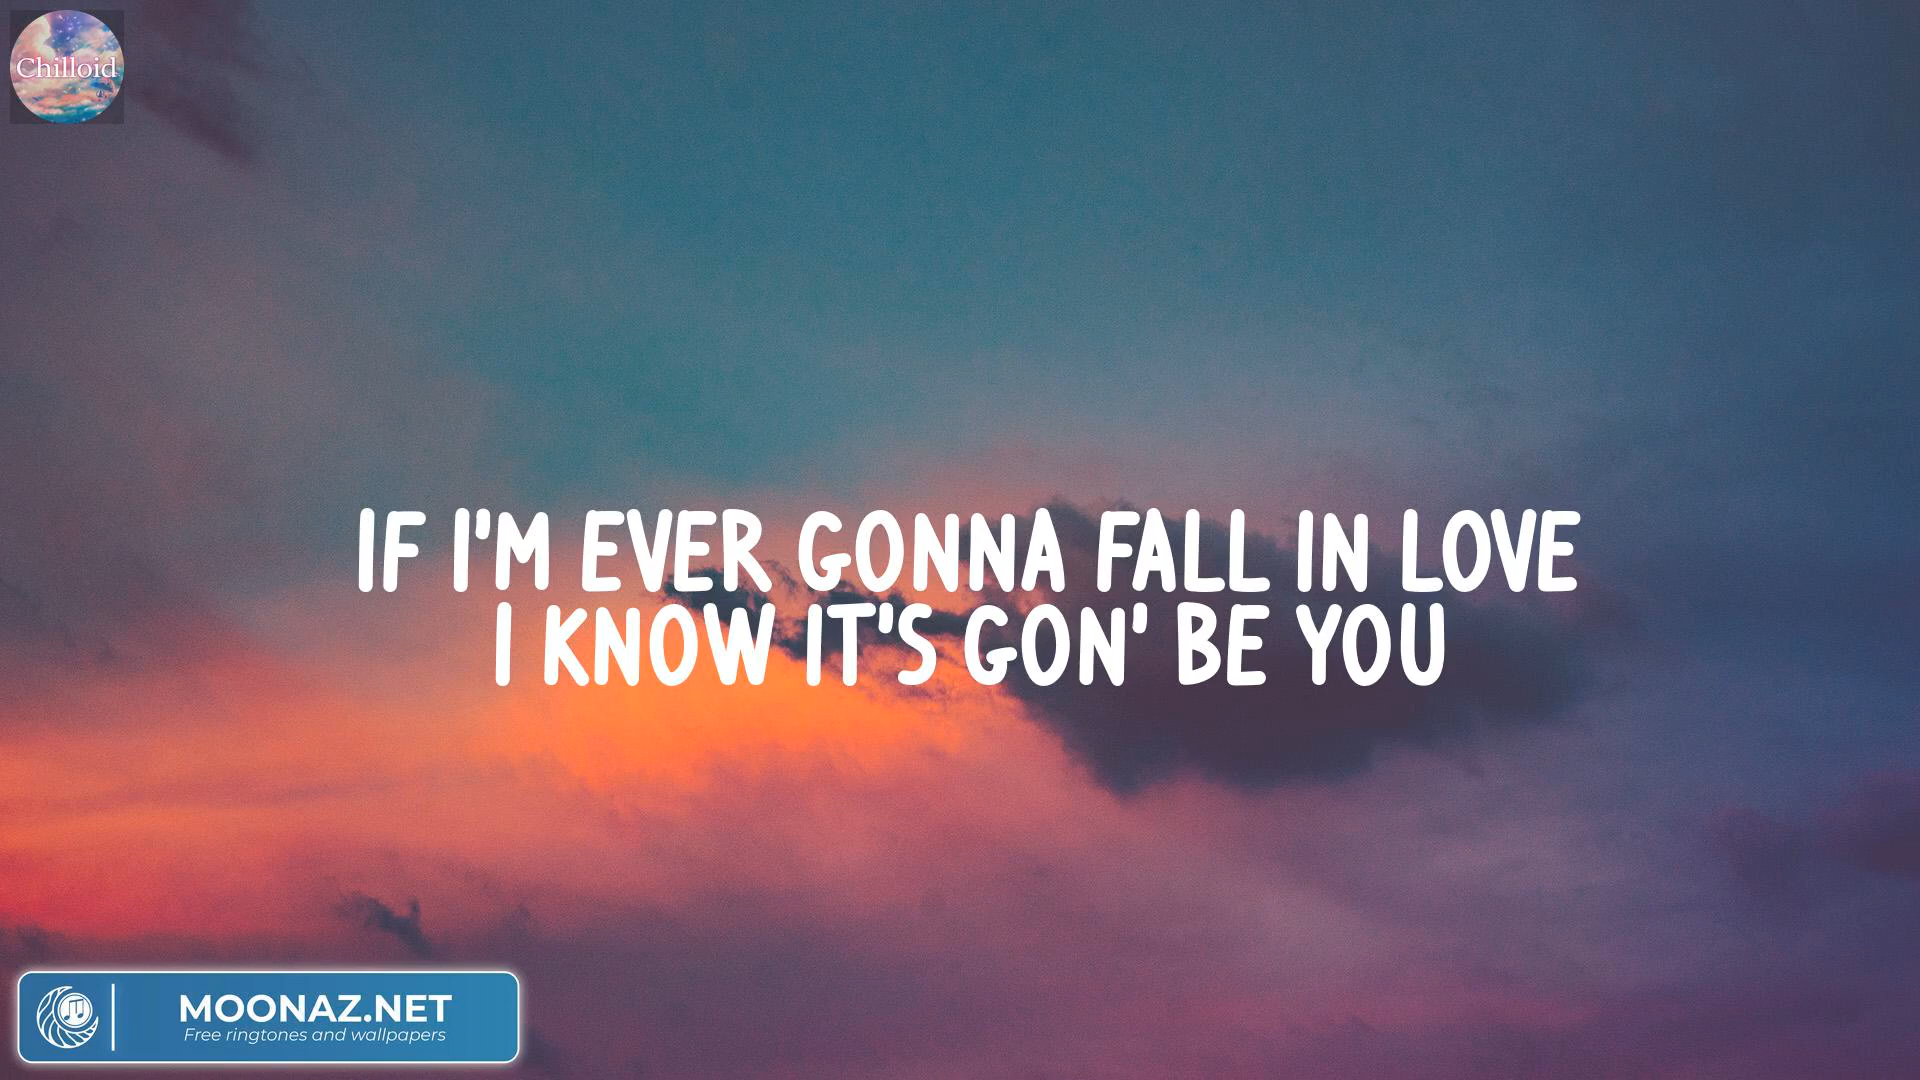 Chilloid
IF I'M EVER GONNA FALL IN LOVE
I KNOW IT'S GON' BE YOU
MOONAZ.NET
Free ringtones and wallpapers